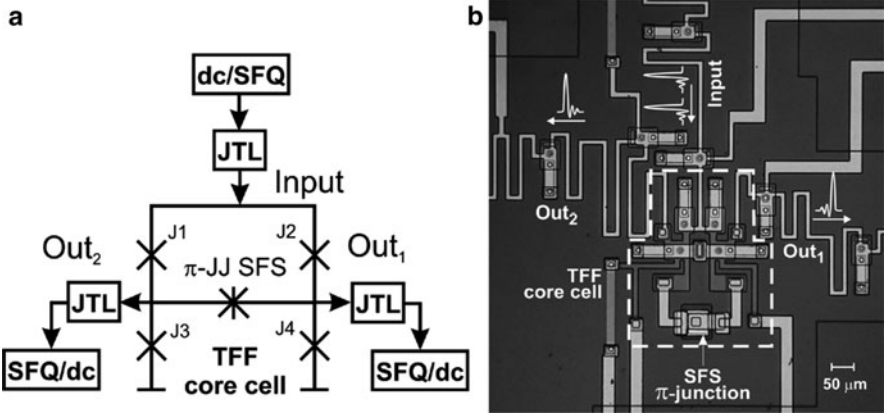 a
dc/SFQ
JTL
Input
J1
J2
Out2
Out1
π-JJ SFS
JTL
JTL
J3
J4
SFQ/dc
TFF
core cell
SFQ/dc
b
Input
Out2
Out1
TFF
core cell
SFS
π-junction
50 μm